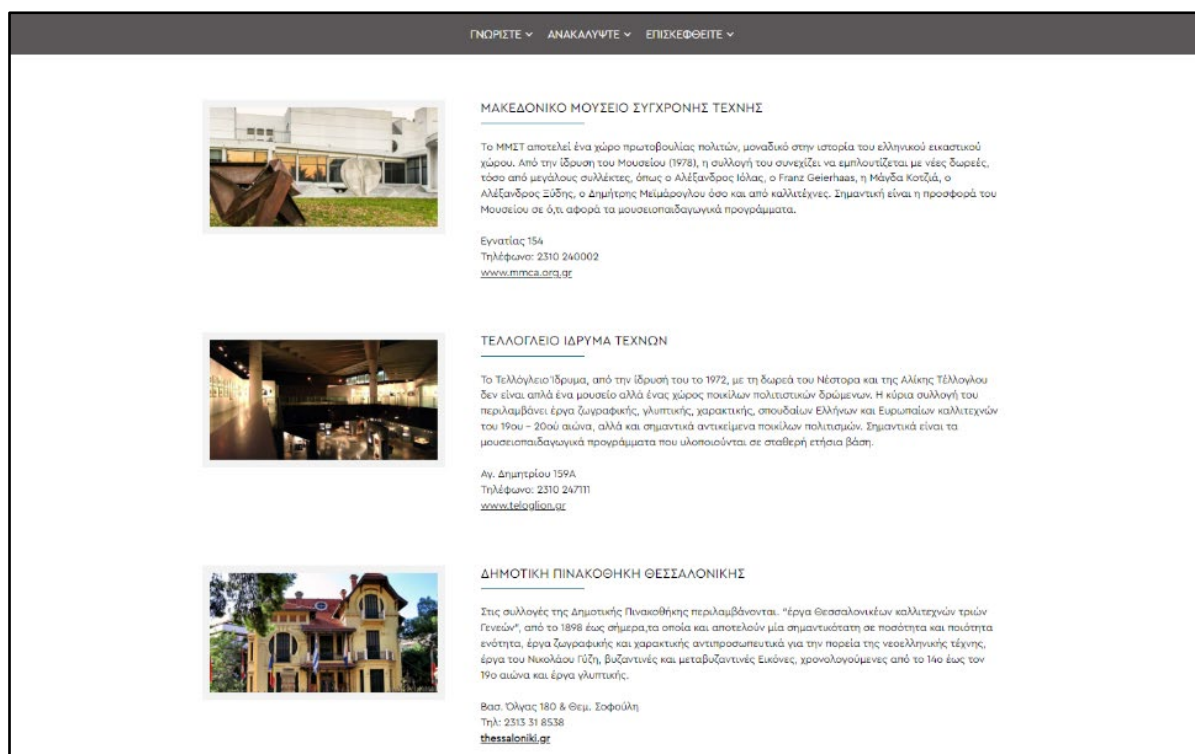 ΓΝΩΡΙΣΤΕ ΑΝΑΚΑΛΥΨΤΕ ΕΠΙΣΚΕΦΘΕΙΤΕ
ΜΑΚΕΔΟΝΙΚΟ ΜΟΥΣΕΙΟ ΣΥΓΧΡΟΝΗΣ ΤΕΧΝΗΣ
Το ΜΜΣΤ αποτελεί ένα χώρο πρωτοβουλίας πολιτών, μοναδικό στην ιστορία του ελληνικού εικαστικού
χώρου. Από την ίδρυση του Μουσείου (1978), η συλλογή του συνεχίζει να εμπλουτίζεται με νέες δωρεές,
τόσο από μεγάλους συλλέκτες, όπως ο Αλέξανδρος Ιόλας, ο Franz Geierhaas, η Μάγδα Κοτζιά, ο
Αλέξανδρος Ξύδης, ο Δημήτρης Μεϊμάρογλου όσο και από καλλιτέχνες. Σημαντική είναι η προσφορά του
Μουσείου σε ό,τι αφορά τα μουσειοπαιδαγωγικά προγράμματα.
Εγνατίας 154
Τηλέφωνο: 2310 240002
www.mmca.org.gr
ΤΕΛΛΟΓΛΕΙΟ ΙΔΡΥΜΑ ΤΕΧΝΩΝ
Το Τελλόγλειο Ίδρυμα, από την ίδρυσή του το 1972, με τη δωρεά του Νέστορα και της Αλίκης Τέλλογλου
δεν είναι απλά ένα μουσείο αλλά ένας χώρος ποικίλων πολιτιστικών δρώμενων. Η κύρια συλλογή του
περιλαμβάνει έργα ζωγραφικής, γλυπτικής, χαρακτικής, σπουδαίων Ελλήνων και Ευρωπαίων καλλιτεχνών
του 19ου – 20ού αιώνα, αλλά και σημαντικά αντικείμενα ποικίλων πολιτισμών. Σημαντικά είναι τα
μουσειοπαιδαγωγικά προγράμματα που υλοποιούνται σε σταθερή ετήσια βάση.
Αγ. Δημητρίου 159Α
Τηλέφωνο: 2310 247111
www.teloglion.gr
ΔΗΜΟΤΙΚΗ ΠΙΝΑΚΟΘΗΚΗ ΘΕΣΣΑΛΟΝΙΚΗΣ
Στις συλλογές της Δημοτικής Πινακοθήκης περιλαμβάνονται. "έργα Θεσσαλονικέων καλλιτεχνών τριών
Γενεών", από το 1898 έως σήμερα,τα οποία και αποτελούν μία σημαντικότατη σε ποσότητα και ποιότητα
ενότητα, έργα ζωγραφικής και χαρακτικής αντιπροσωπευτικά για την πορεία της νεοελληνικής τέχνης,
έργα του Νικολάου Γύζη, βυζαντινές και μεταβυζαντινές Εικόνες, χρονολογούμενες από το 14ο έως τον
19ο αιώνα και έργα γλυπτικής.
Βασ. Όλγας 180 & Θεμ. Σοφούλη
Τηλ: 2313 31 8538
thessaloniki.gr